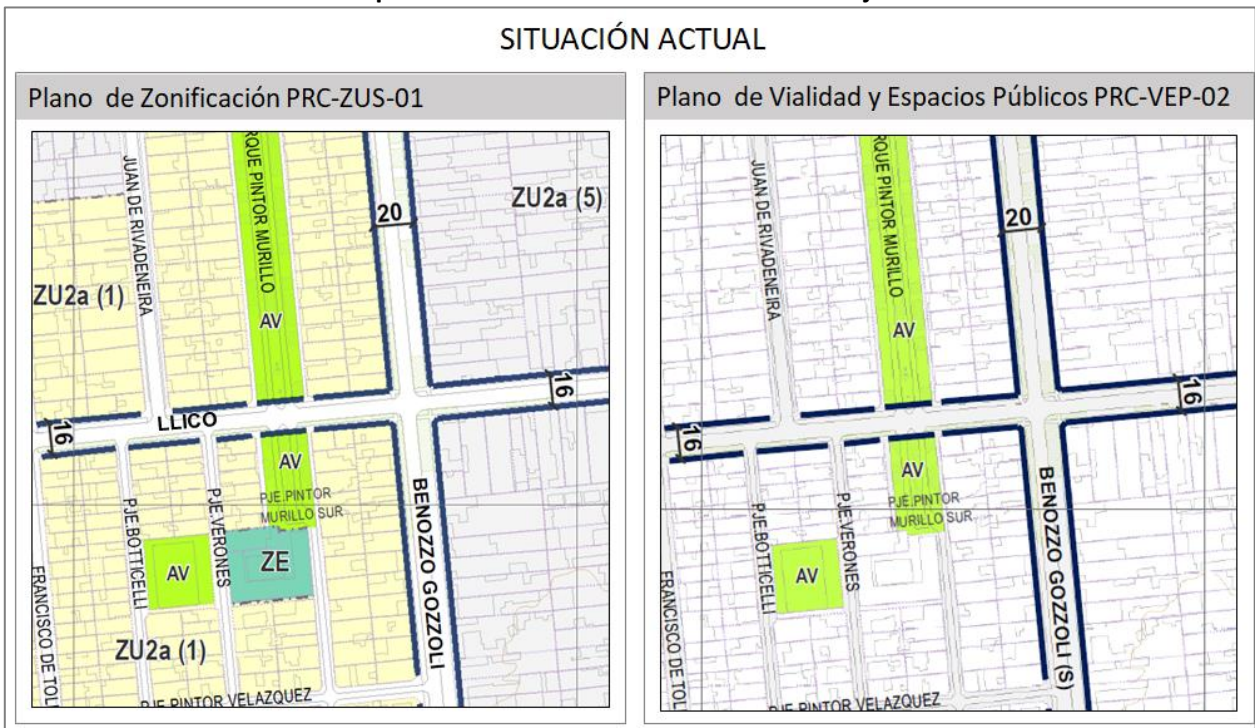 SITUACIÓN ACTUAL
Plano de Zonificación PRC-ZUS-01
RQUE PINTOR MURILLO
JUAN DE RIVADENEIRA
20
ZU2a (5)
ZU2a (1)
AV
16
LLICO
16
AV
PJE.PINTOR
MURILLO SUR
PJE.BOTTICELLI
PJE.VERONES
BENOZZO GOZZOLI
AV
ZE
FRANCISCO DE TOL
ZU2a (1)
PJE PINTOR VELAZQUEZ
Plano de Vialidad y Espacios Públicos PRC-VEP-02
RQUE PINTOR MURILLO
JUAN DE RIVADENEIRA
20
AV
16
16
AV
PJE.PINTOR
MURILLO SUR
PJE.BOTTICELLI
PJE.VERONES
BENOZZO GOZZOLI (S)
AV
FRANCISCO DE TOL
PJE PINTOR VELAZQUEZ